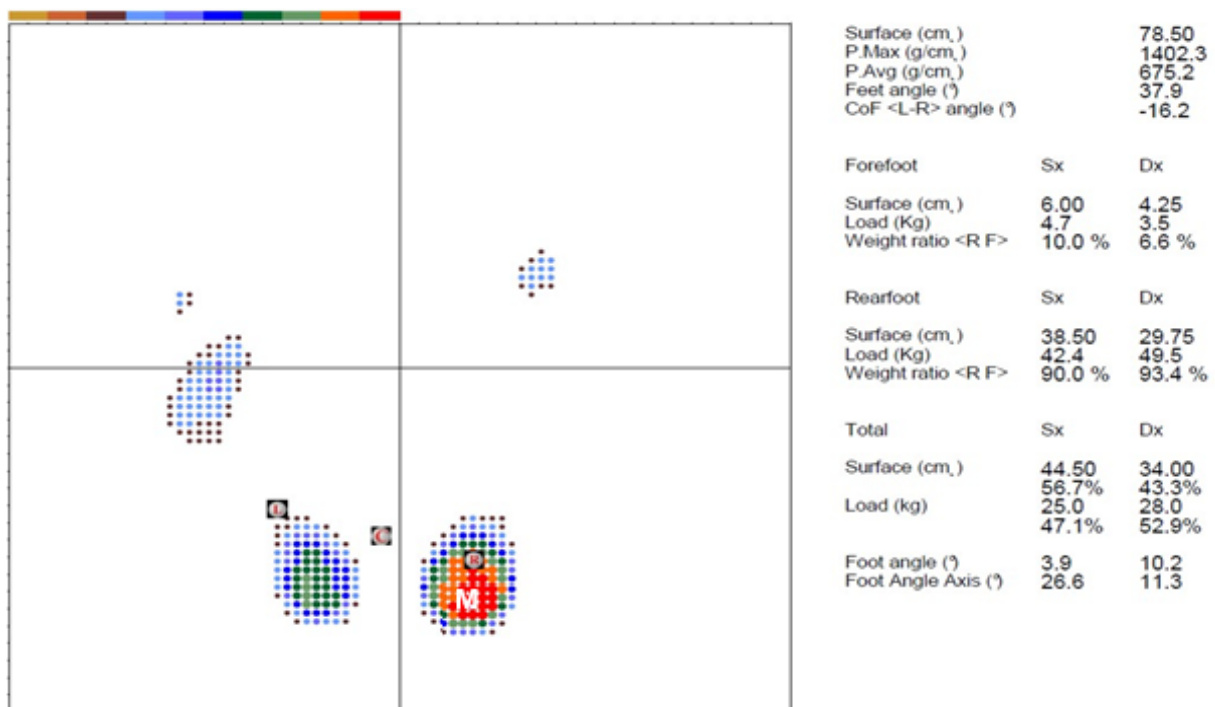 Surface (cm,) 78.50
P.Max (g/cm,) 1402.3
P.Avg (g/cm,) 675.2
Feet angle (°) 37.9
CoF <L-R> angle (°) -16.2
Forefoot Sx Dx
Surface (cm,) 6.00 4.25
Load (Kg) 4.7 3.5
Weight ratio <R F> 10.0 % 6.6 %
Rearfoot Sx Dx
Surface (cm,) 38.50 29.75
Load (Kg) 42.4 49.5
Weight ratio <R F> 90.0 % 93.4 %
Total Sx Dx
Surface (cm,) 44.50 34.00
56.7% 43.3%
Load (kg) 25.0 28.0
47.1% 52.9%
Foot angle (°) 3.9 10.2
Foot Angle Axis (°) 26.6 11.3
L
C
R
M